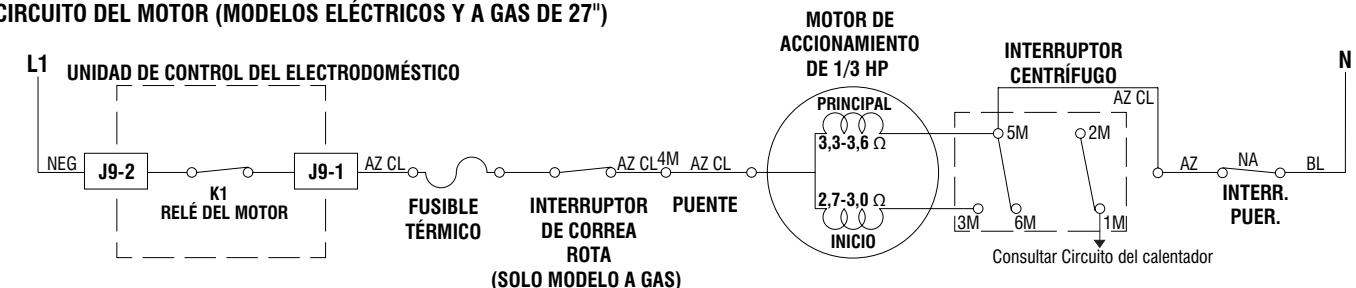 CIRCUITO DEL MOTOR (MODELOS ELÉCTRICOS Y A GAS DE 27")
L1
UNIDAD DE CONTROL DEL ELECTRODOMÉSTICO
NEG
J9-2
K1
RELÉ DEL MOTOR
J9-1
AZ CL
FUSIBLE
TÉRMICO
INTERRUPTOR
DE CORREA
ROTA
(SOLO MODELO A GAS)
AZ CL
4M
AZ CL
PUENTE
MOTOR DE
ACCIONAMIENTO
DE 1/3 HP
PRINCIPAL
3,3-3,6 Ω
2,7-3,0 Ω
INICIO
INTERRUPTOR
CENTRÍFUGO
AZ CL
5M
2M
3M
6M
1M
Consultar Circuito del calentador
AZ
NA
BL
INTERR.
PUER.
N